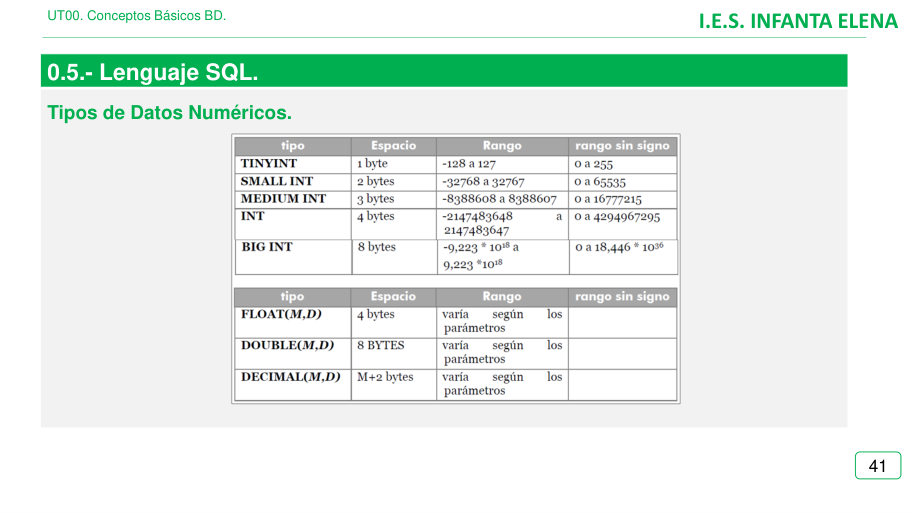 UT00. Conceptos Básicos BD.
I.E.S. INFANTA ELENA
0.5.- Lenguaje SQL.
Tipos de Datos Numéricos.
tipo Espacio Rango rango sin signo
TINYINT 1 byte -128 a 127 0 a 255
SMALL INT 2 bytes -32768 a 32767 0 a 65535
MEDIUM INT 3 bytes -8388608 a 8388607 0 a 16777215
INT 4 bytes -2147483648 a 0 a 4294967295
2147483647
BIG INT 8 bytes -9,223 * 10¹⁸ a 0 a 18,446 * 10³⁶
9,223 *10¹⁸
tipo Espacio Rango rango sin signo
FLOAT(M,D) 4 bytes varía según los
parámetros
DOUBLE(M,D) 8 BYTES varía según los
parámetros
DECIMAL(M,D) M+2 bytes varía según los
parámetros
41